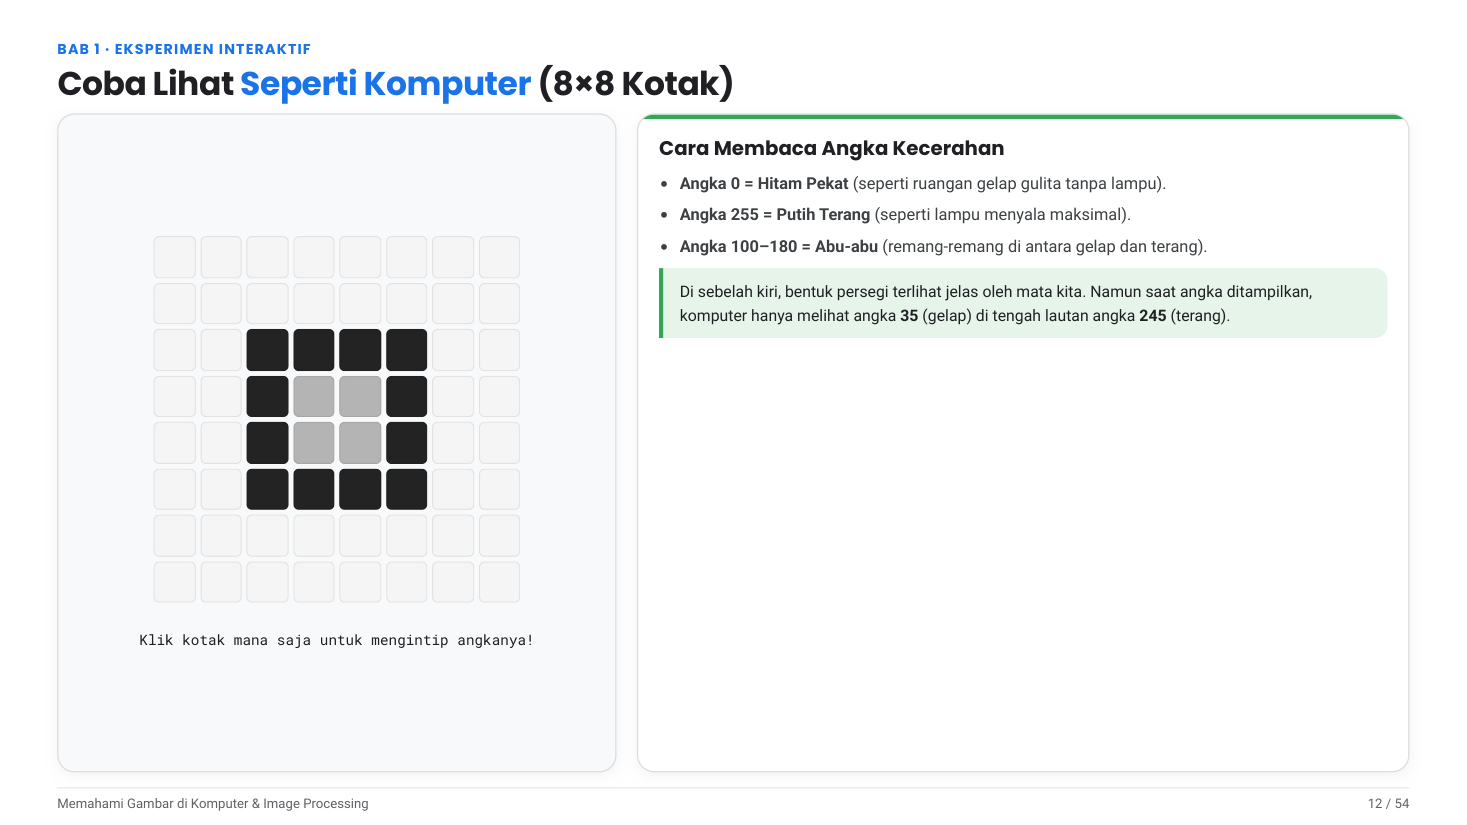 BAB 1 · EKSPERIMEN INTERAKTIF
Coba Lihat Seperti Komputer (8×8 Kotak)
Klik kotak mana saja untuk mengintip angkanya!
Cara Membaca Angka Kecerahan
• Angka 0 = Hitam Pekat (seperti ruangan gelap gulita tanpa lampu).
• Angka 255 = Putih Terang (seperti lampu menyala maksimal).
• Angka 100–180 = Abu-abu (remang-remang di antara gelap dan terang).
Di sebelah kiri, bentuk persegi terlihat jelas oleh mata kita. Namun saat angka ditampilkan,
komputer hanya melihat angka 35 (gelap) di tengah lautan angka 245 (terang).
Memahami Gambar di Komputer & Image Processing
12 / 54